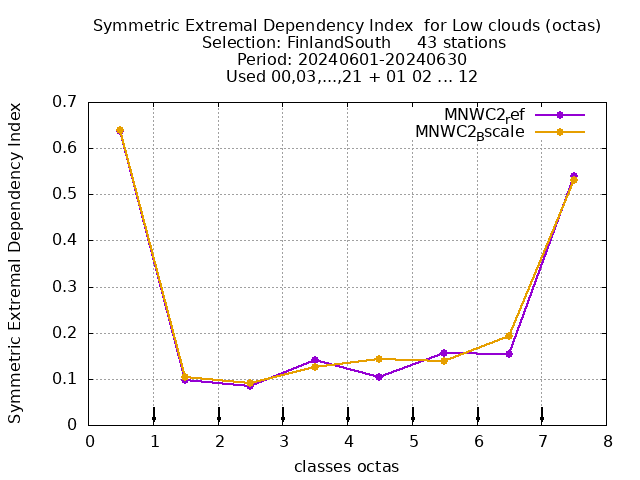 Symmetric Extremal Dependency Index  for Low clouds (octas)
Selection: FinlandSouth     43 stations
Period: 20240601-20240630
Used 00,03,...,21 + 01 02 ... 12
MNWC2ref
MNWC2Bscale
Symmetric Extremal Dependency Index
0.7
0.6
0.5
0.4
0.3
0.2
0.1
0
0 1 2 3 4 5 6 7 8
classes octas